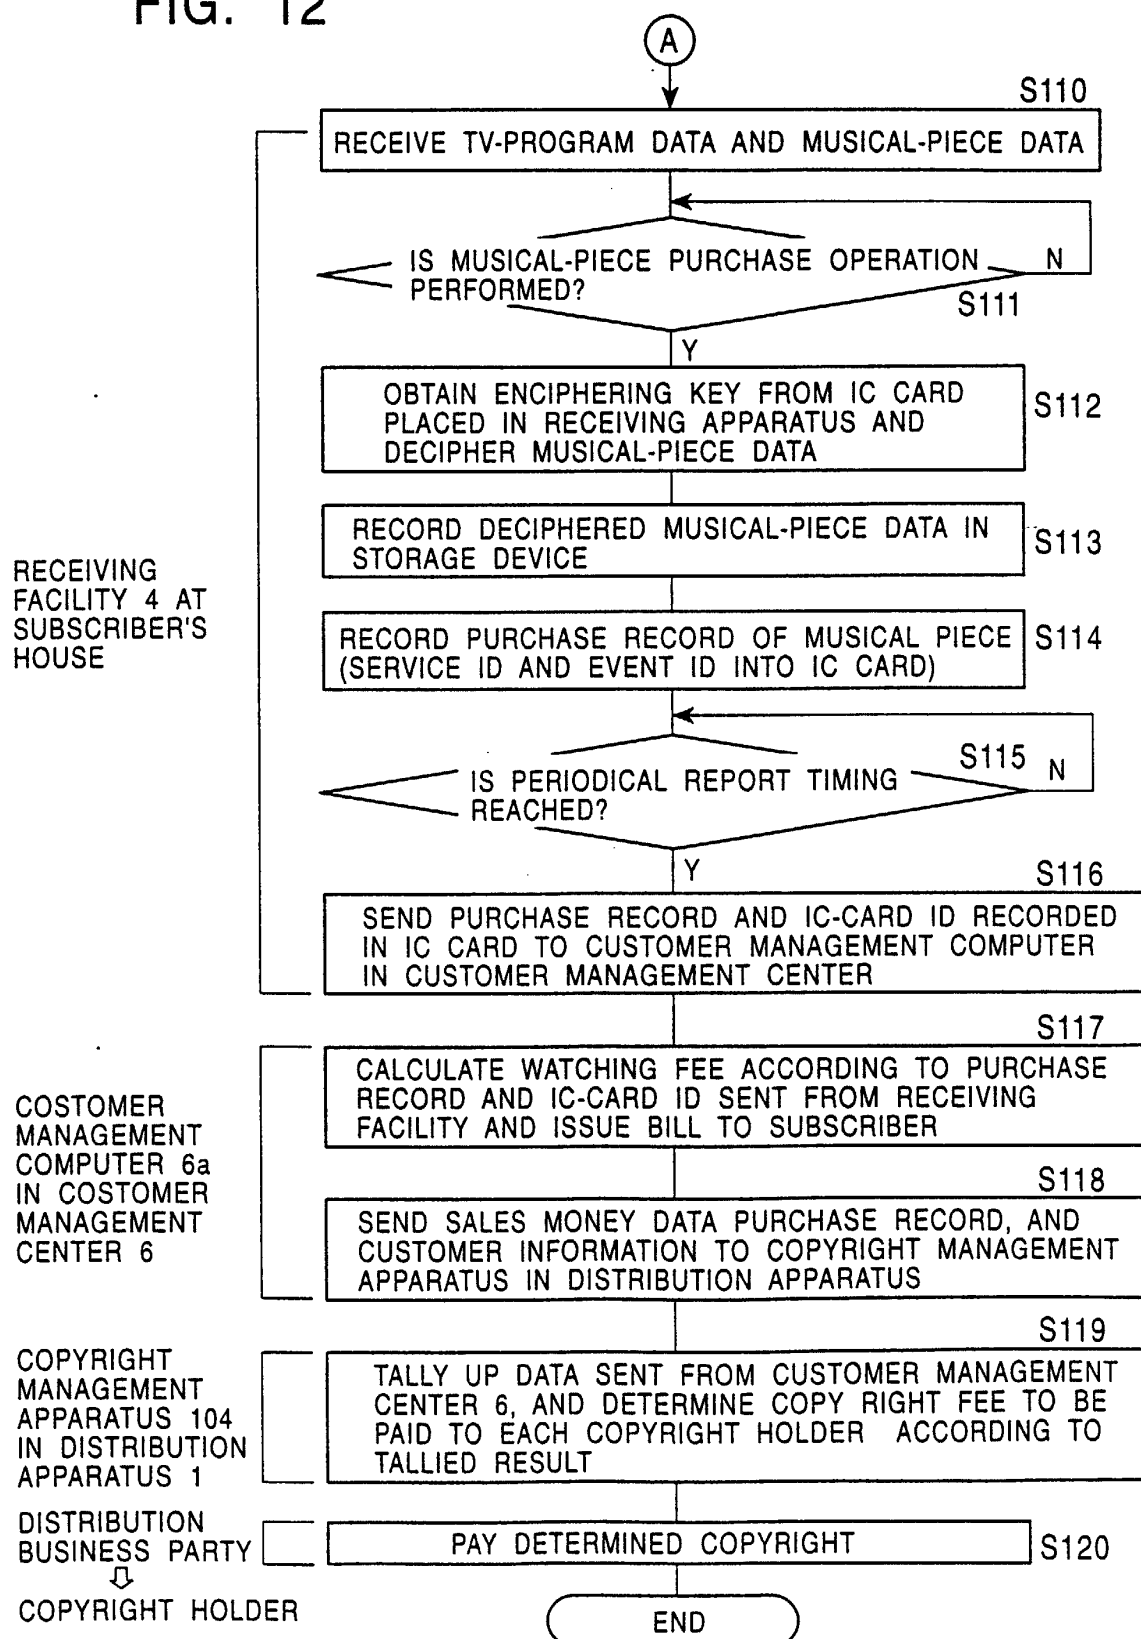 FIG. 12
A
S110
RECEIVE TV-PROGRAM DATA AND MUSICAL-PIECE DATA
IS MUSICAL-PIECE PURCHASE OPERATION
PERFORMED?
N
S111
Y
OBTAIN ENCIPHERING KEY FROM IC CARD
PLACED IN RECEIVING APPARATUS AND
DECIPHER MUSICAL-PIECE DATA
S112
RECORD DECIPHERED MUSICAL-PIECE DATA IN
STORAGE DEVICE
S113
RECEIVING
FACILITY 4 AT
SUBSCRIBER'S
HOUSE
RECORD PURCHASE RECORD OF MUSICAL PIECE
(SERVICE ID AND EVENT ID INTO IC CARD)
S114
S115
IS PERIODICAL REPORT TIMING
REACHED?
N
Y
S116
SEND PURCHASE RECORD AND IC-CARD ID RECORDED
IN IC CARD TO CUSTOMER MANAGEMENT COMPUTER
IN CUSTOMER MANAGEMENT CENTER
S117
CALCULATE WATCHING FEE ACCORDING TO PURCHASE
RECORD AND IC-CARD ID SENT FROM RECEIVING
FACILITY AND ISSUE BILL TO SUBSCRIBER
COSTOMER
MANAGEMENT
COMPUTER 6a
IN COSTOMER
MANAGEMENT
CENTER 6
S118
SEND SALES MONEY DATA PURCHASE RECORD, AND
CUSTOMER INFORMATION TO COPYRIGHT MANAGEMENT
APPARATUS IN DISTRIBUTION APPARATUS
S119
COPYRIGHT
MANAGEMENT
APPARATUS 104
IN DISTRIBUTION
APPARATUS 1
TALLY UP DATA SENT FROM CUSTOMER MANAGEMENT
CENTER 6, AND DETERMINE COPY RIGHT FEE TO BE
PAID TO EACH COPYRIGHT HOLDER ACCORDING TO
TALLIED RESULT
DISTRIBUTION
BUSINESS PARTY
⇩
COPYRIGHT HOLDER
PAY DETERMINED COPYRIGHT
S120
END